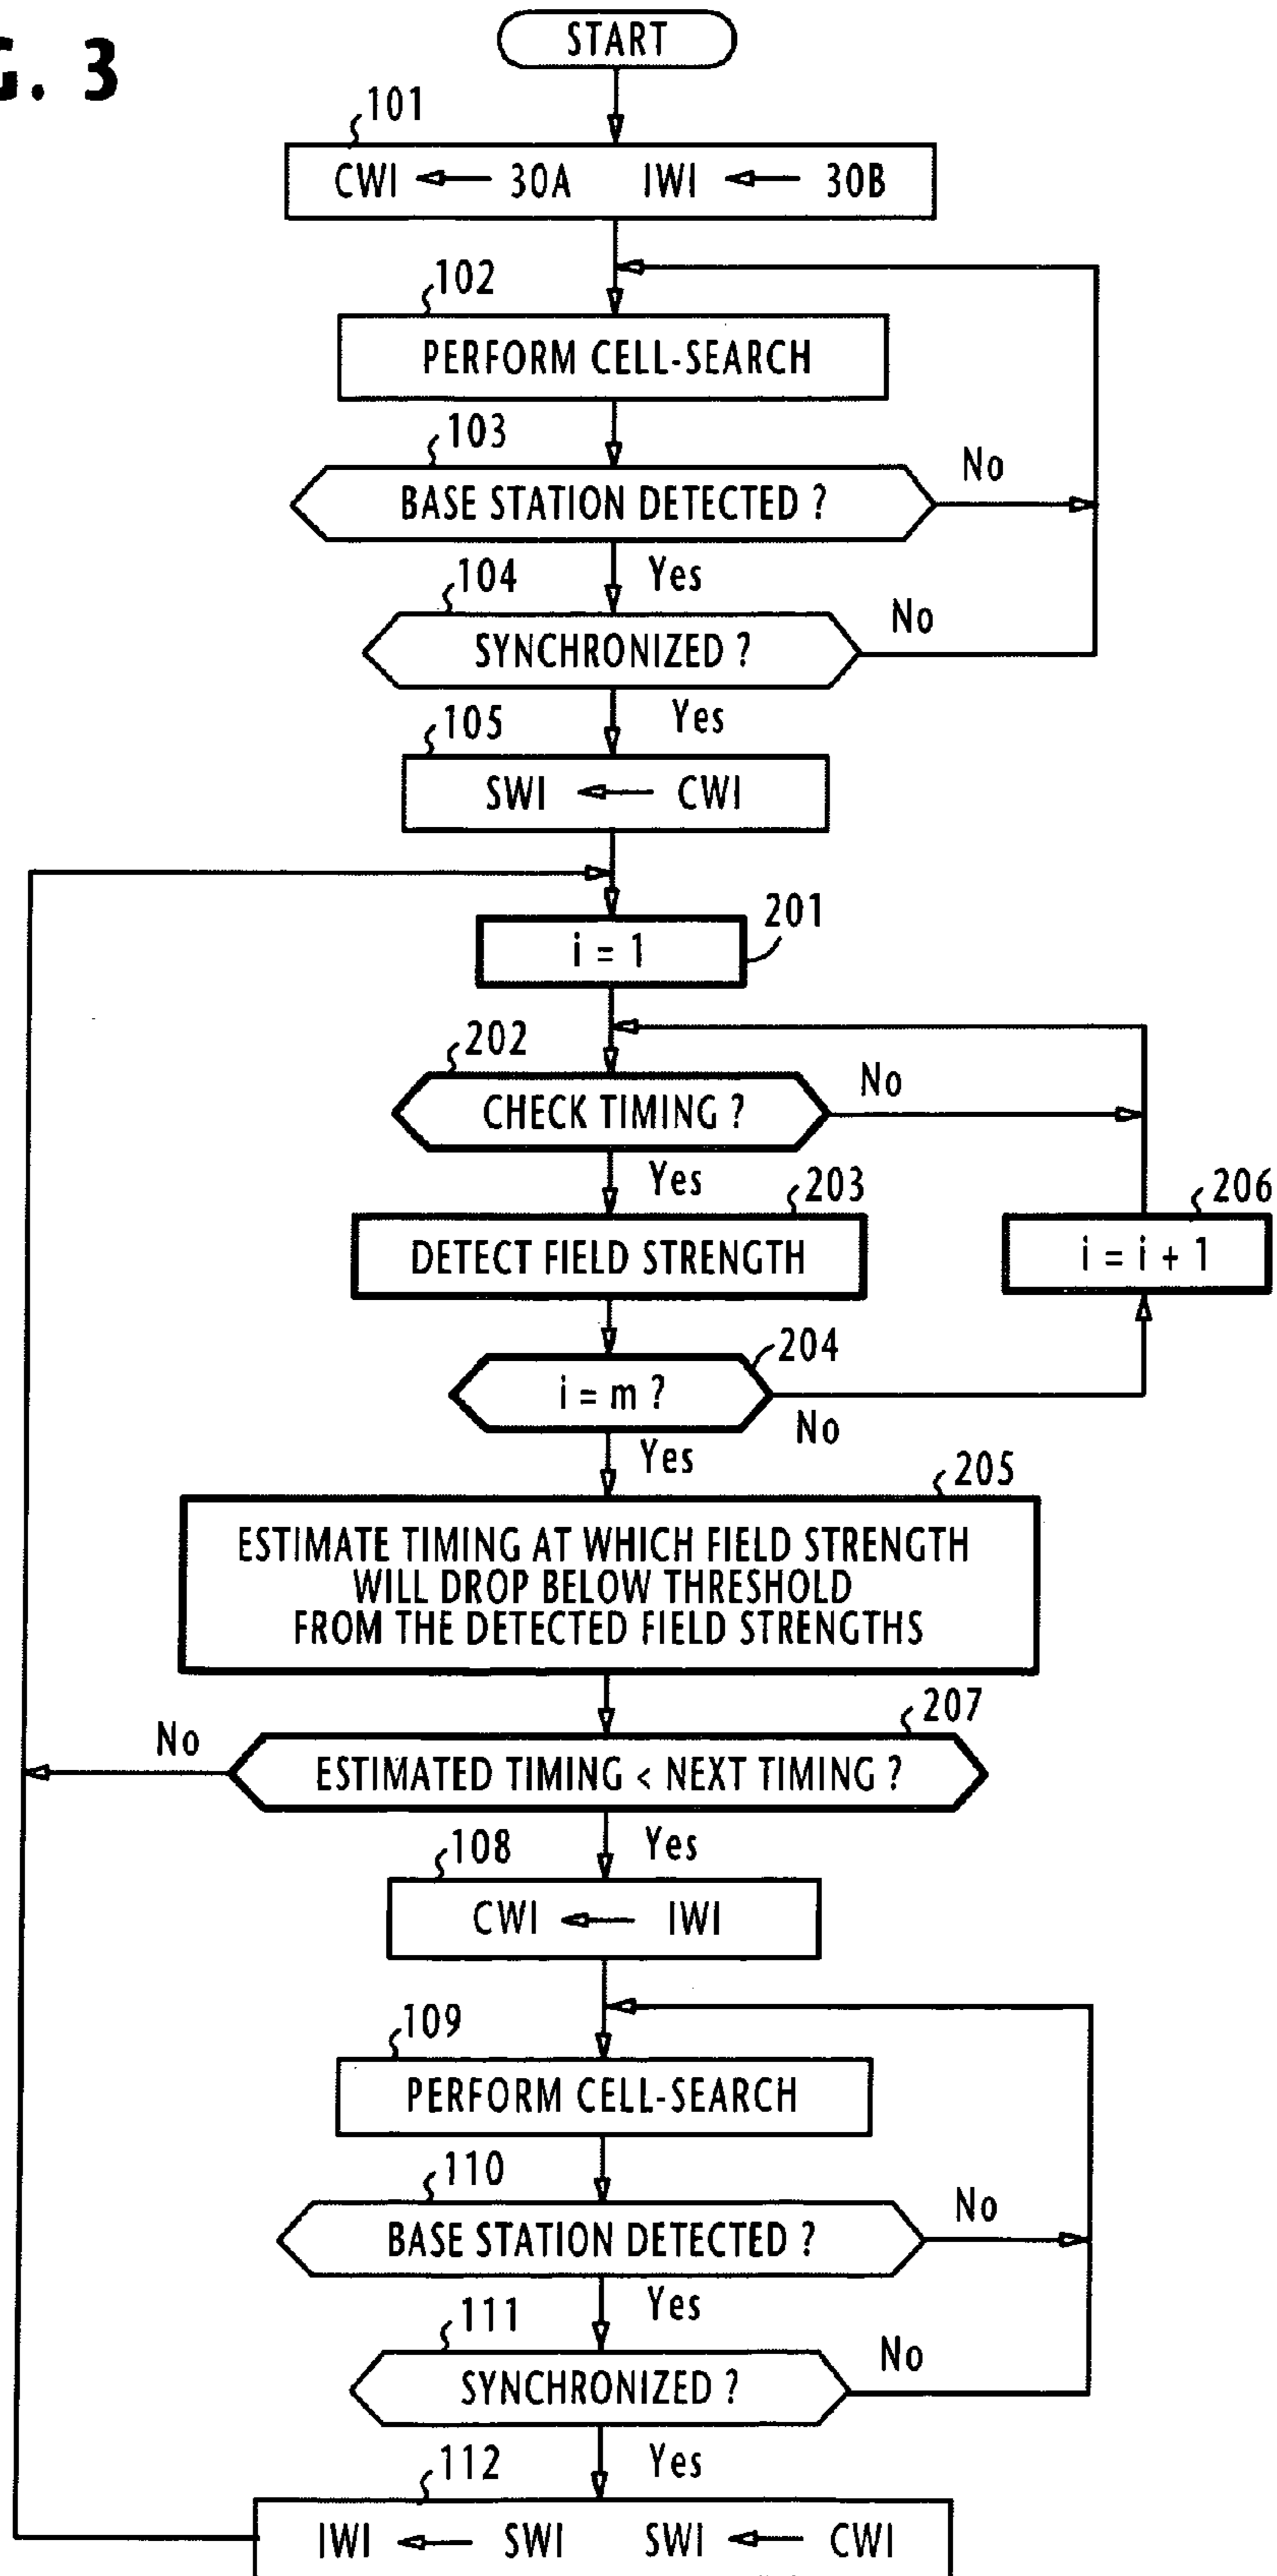 G. 3
START
101
CWI ← 30A IWI ← 30B
102
PERFORM CELL-SEARCH
103
BASE STATION DETECTED ?
No
Yes
104
SYNCHRONIZED ?
No
Yes
105
SWI ← CWI
201
i = 1
202
CHECK TIMING ?
No
Yes
203
DETECT FIELD STRENGTH
206
i = i + 1
204
i = m ?
No
Yes
205
ESTIMATE TIMING AT WHICH FIELD STRENGTH
WILL DROP BELOW THRESHOLD
FROM THE DETECTED FIELD STRENGTHS
207
No
ESTIMATED TIMING < NEXT TIMING ?
Yes
108
CWI ← IWI
109
PERFORM CELL-SEARCH
110
BASE STATION DETECTED ?
No
Yes
111
SYNCHRONIZED ?
No
Yes
112
IWI ← SWI SWI ← CWI